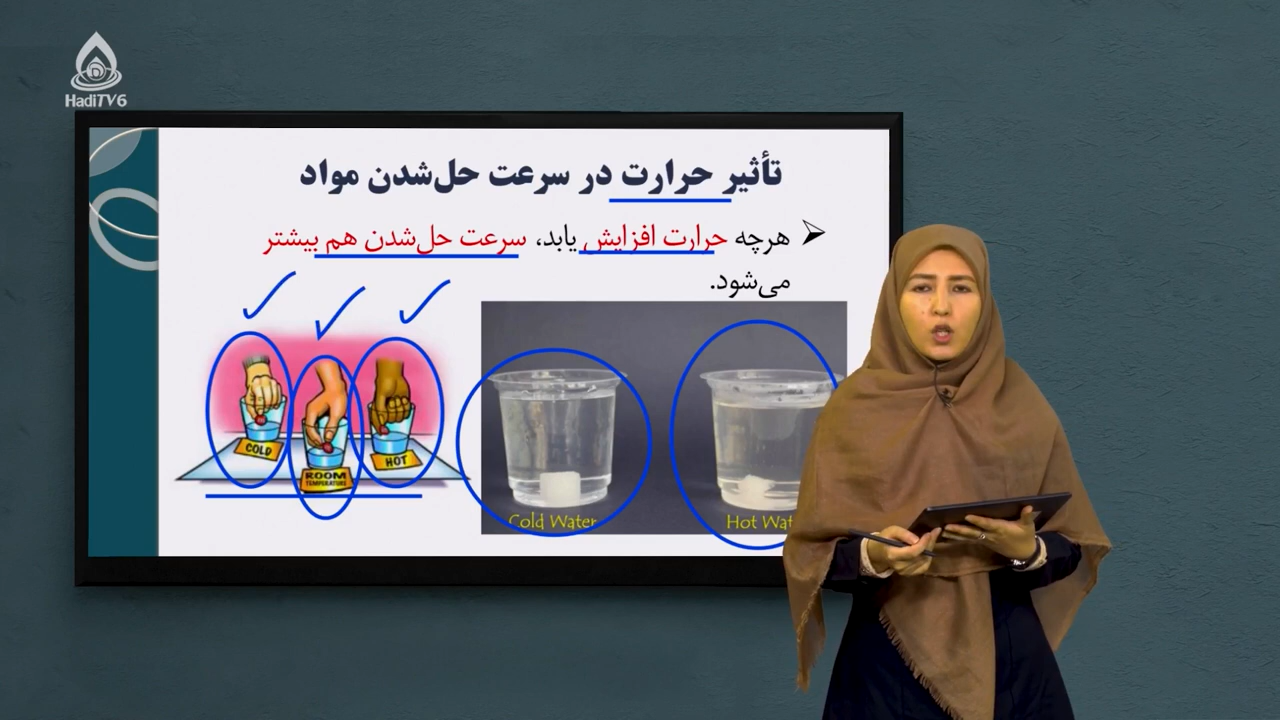 HadiTV6
تأثیر حرارت در سرعت حل‌شدن مواد
هرچه حرارت افزایش یابد، سرعت حل‌شدن هم بیشتر
می‌شود.
COLD
ROOM
TEMPERATURE
HOT
Cold Water
Hot